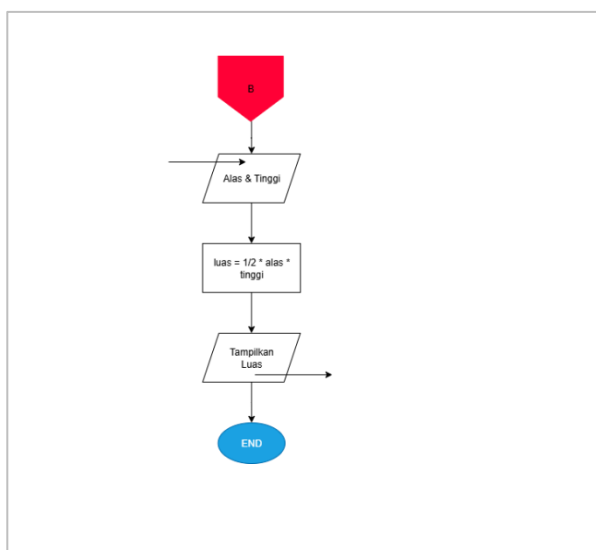 B
Alas & Tinggi
luas = 1/2 * alas *
tinggi
Tampilkan
Luas
END